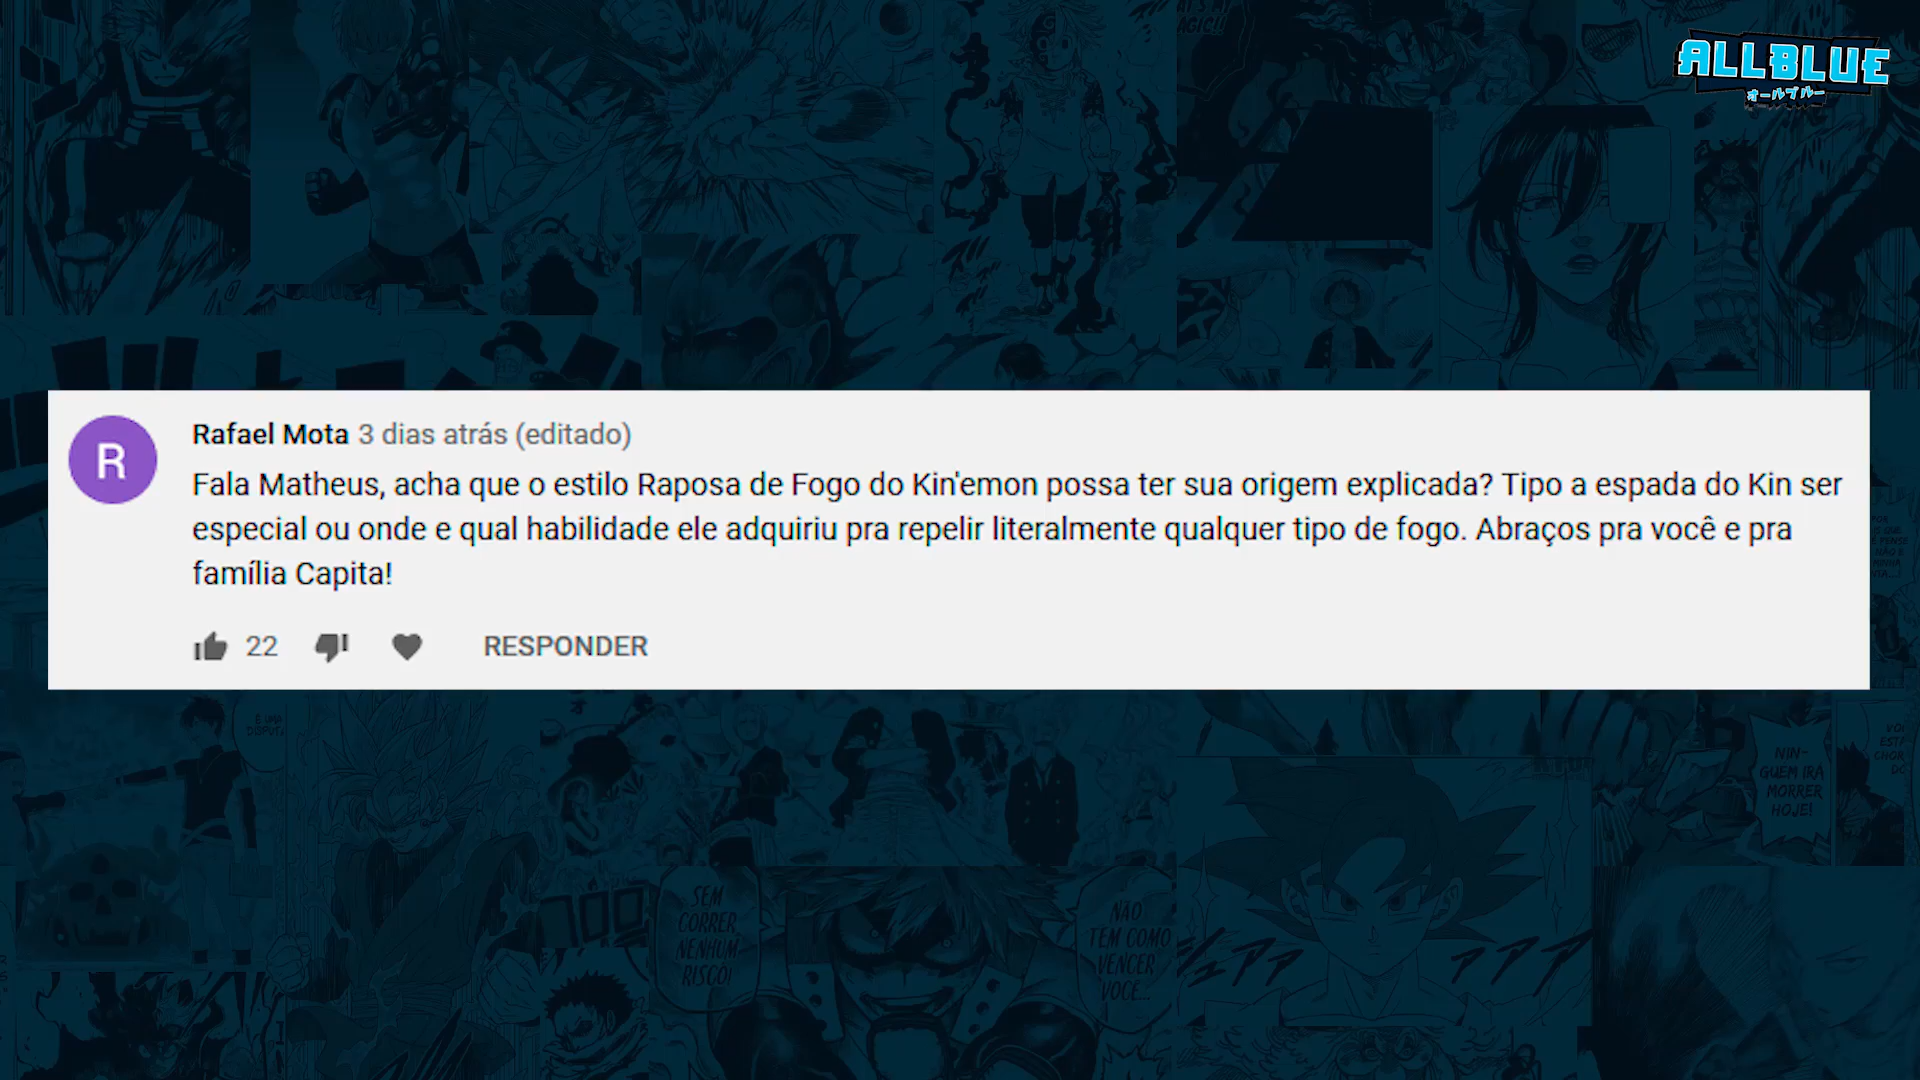 ALLBLUE
オールブルー
R
Rafael Mota 3 dias atrás (editado)
Fala Matheus, acha que o estilo Raposa de Fogo do Kin'emon possa ter sua origem explicada? Tipo a espada do Kin ser
especial ou onde e qual habilidade ele adquiriu pra repelir literalmente qualquer tipo de fogo. Abraços pra você e pra
família Capita!
22
RESPONDER
É UMA
DISPUTA
NIN-
GUÉM IRÁ
MORRER
HOJE!
SEM
CORRER
NENHUM
RISCO!
NÃO
TEM COMO
VENCER
VOCÊ...